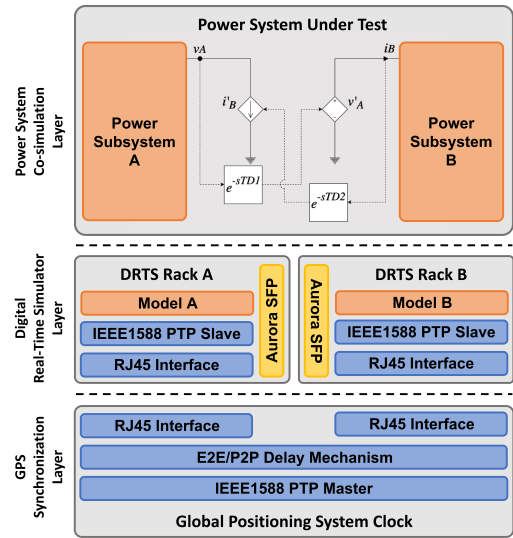 Power System Under Test
Power System
Co-simulation
Layer
vA
iB
i'B
v'A
Power
Subsystem
A
Power
Subsystem
B
e-sTD1
e-sTD2
Digital
Real-Time Simulator
Layer
DRTS Rack A
Model A
IEEE1588 PTP Slave
RJ45 Interface
Aurora SFP
Aurora SFP
DRTS Rack B
Model B
IEEE1588 PTP Slave
RJ45 Interface
GPS
Synchronization
Layer
RJ45 Interface
RJ45 Interface
E2E/P2P Delay Mechanism
IEEE1588 PTP Master
Global Positioning System Clock